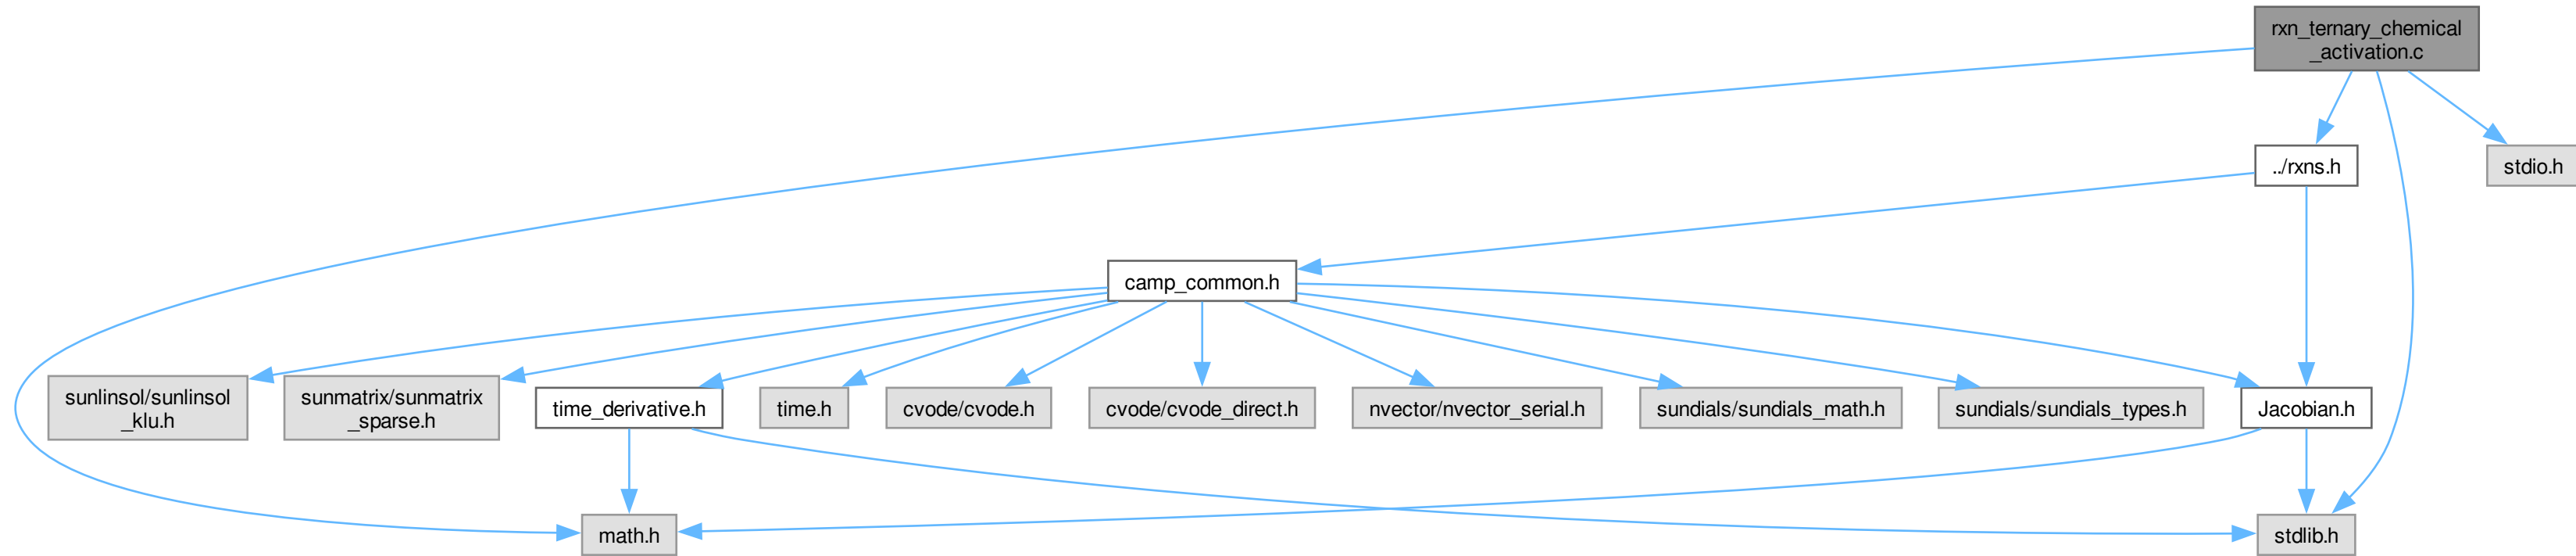 rxn_ternary_chemical
_activation.c
../rxns.h
stdio.h
camp_common.h
sunlinsol/sunlinsol
_klu.h
sunmatrix/sunmatrix
_sparse.h
time_derivative.h
time.h
cvode/cvode.h
cvode/cvode_direct.h
nvector/nvector_serial.h
sundials/sundials_math.h
sundials/sundials_types.h
Jacobian.h
math.h
stdlib.h